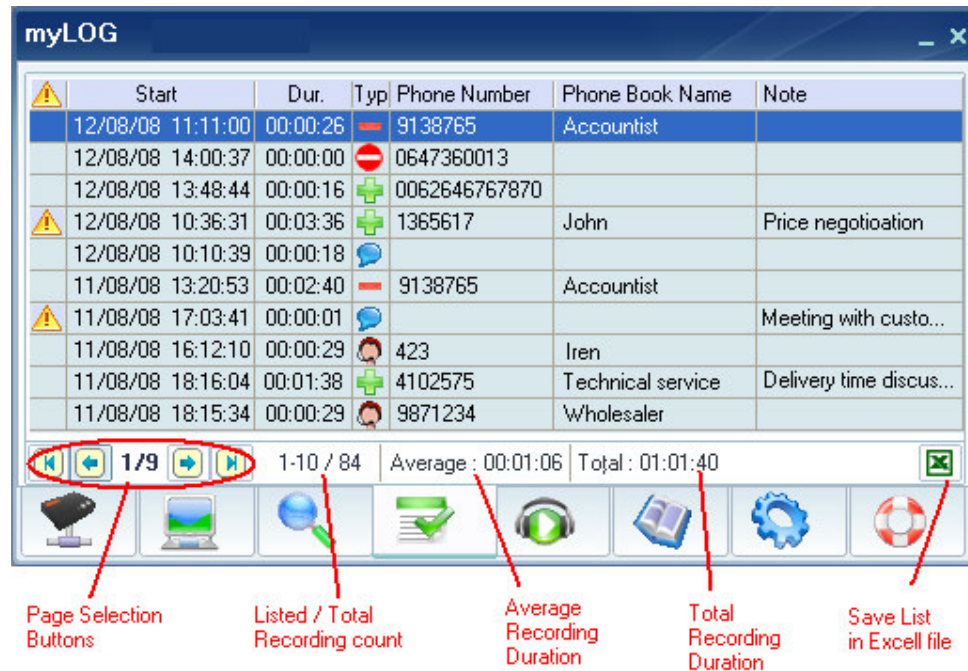 myLOG
Start Dur. Typ Phone Number Phone Book Name Note
12/08/08 11:11:00 00:00:26 9138765 Accountist
12/08/08 14:00:37 00:00:00 0647360013
12/08/08 13:48:44 00:00:16 0062646767870
12/08/08 10:36:31 00:03:36 1365617 John Price negotioation
12/08/08 10:10:39 00:00:18
11/08/08 13:20:53 00:02:40 9138765 Accountist
11/08/08 17:03:41 00:00:01 Meeting with custo...
11/08/08 16:12:10 00:00:29 423 Iren
11/08/08 18:16:04 00:01:38 4102575 Technical service Delivery time discus...
11/08/08 18:15:34 00:00:29 9871234 Wholesaler
1/9 1-10 / 84 Average : 00:01:06 Total : 01:01:40
Page Selection
Buttons
Listed / Total
Recording count
Average
Recording
Duration
Total
Recording
Duration
Save List
in Excell file